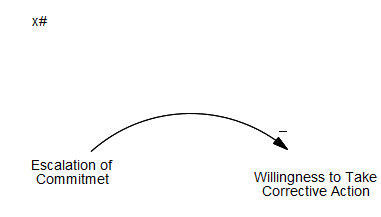 x#
–
Escalation of
Commitmet
Willingness to Take
Corrective Action